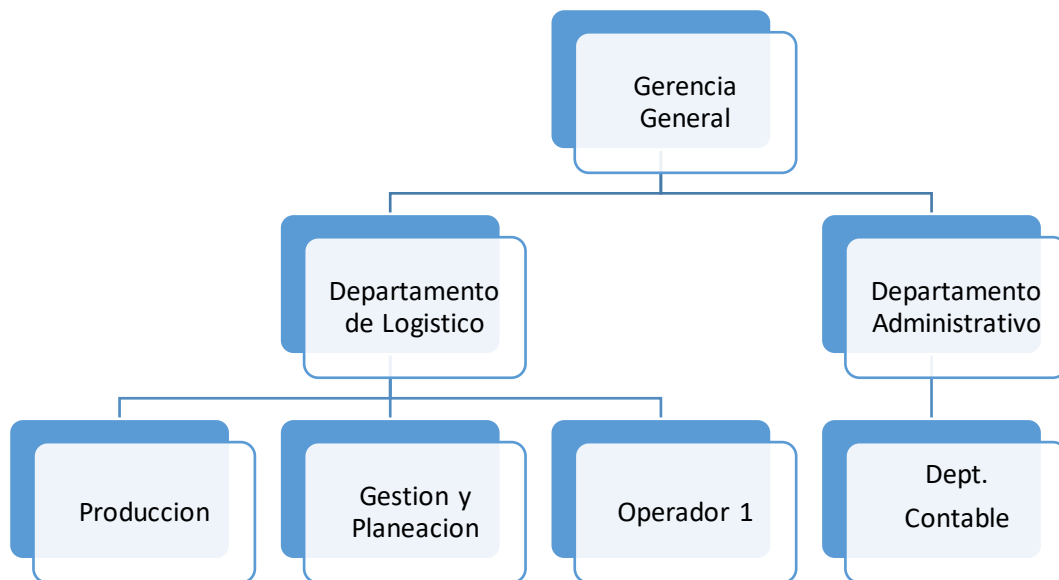 Gerencia
General
Departamento
de Logistico
Departamento
Administrativo
Produccion
Gestion y
Planeacion
Operador 1
Dept.
Contable